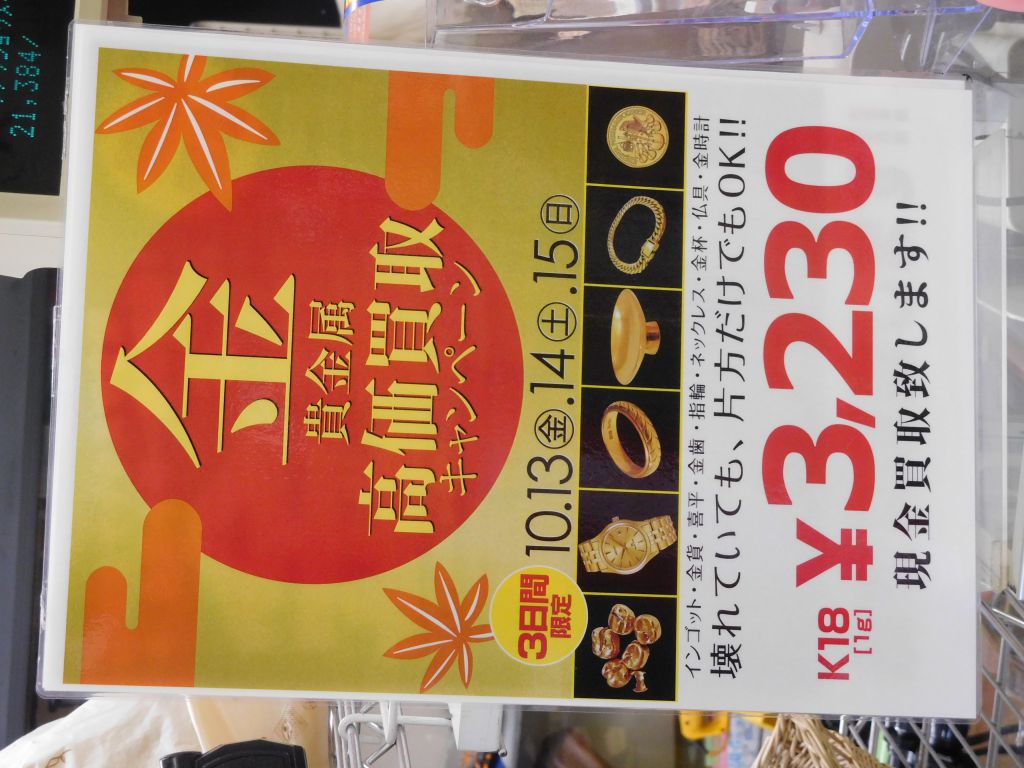 金
貴金属
高価買取
キャンペーン
3日間
限定
10.13金.14土.15日
インゴット・金貨・喜平・金歯・指輪・ネックレス・金杯・仏具・金時計
壊れていても、片方だけでもOK!!
K18
[1g]
¥3,230
現金買取致します!!
21,384/